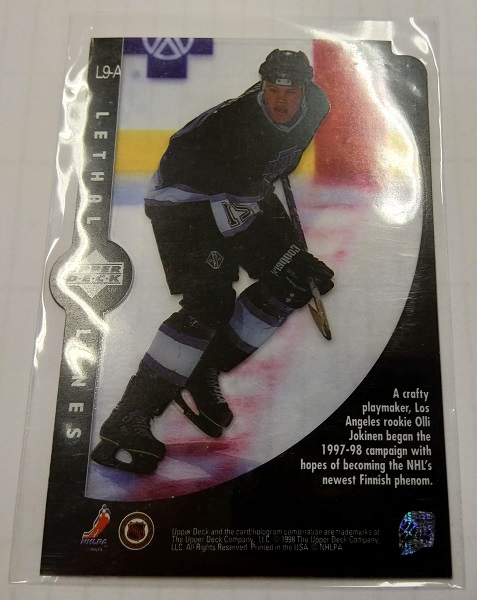 L9-A
LETHAL LINES
UPPER
DECK
A crafty
playmaker, Los
Angeles rookie Olli
Jokinen began the
1997-98 campaign with
hopes of becoming the NHL's
newest Finnish phenom.
NHLPA
NHL
Upper Deck and the card/hologram combination are trademarks of
The Upper Deck Company, LLC. © 1998 The Upper Deck Company,
LLC. All Rights Reserved. Printed in the USA. © NHLPA